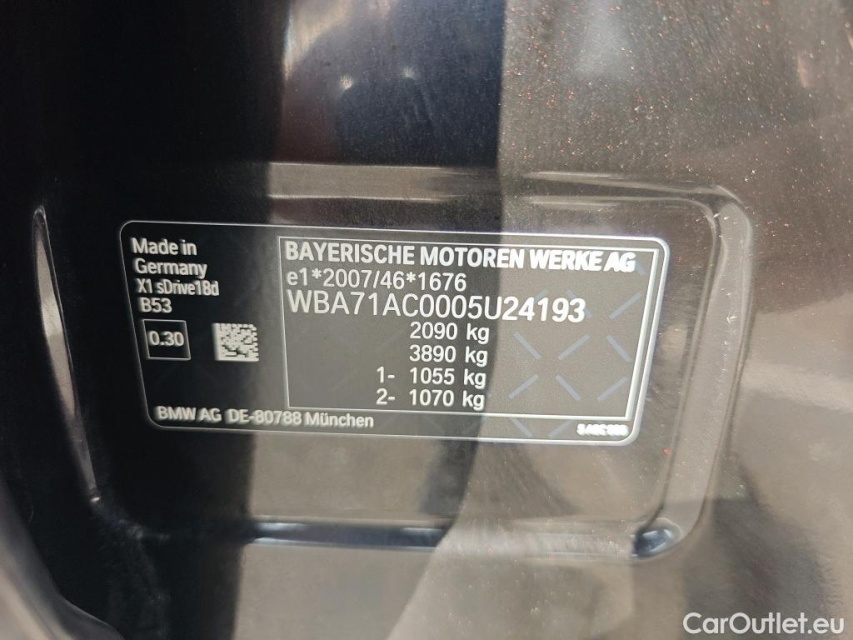 Made in
Germany
X1 sDrive18d
B53
0.30
BAYERISCHE MOTOREN WERKE AG
e1*2007/46*1676
WBA71AC0005U24193
2090 kg
3890 kg
1- 1055 kg
2- 1070 kg
BMW AG DE-80788 München
CarOutlet.eu